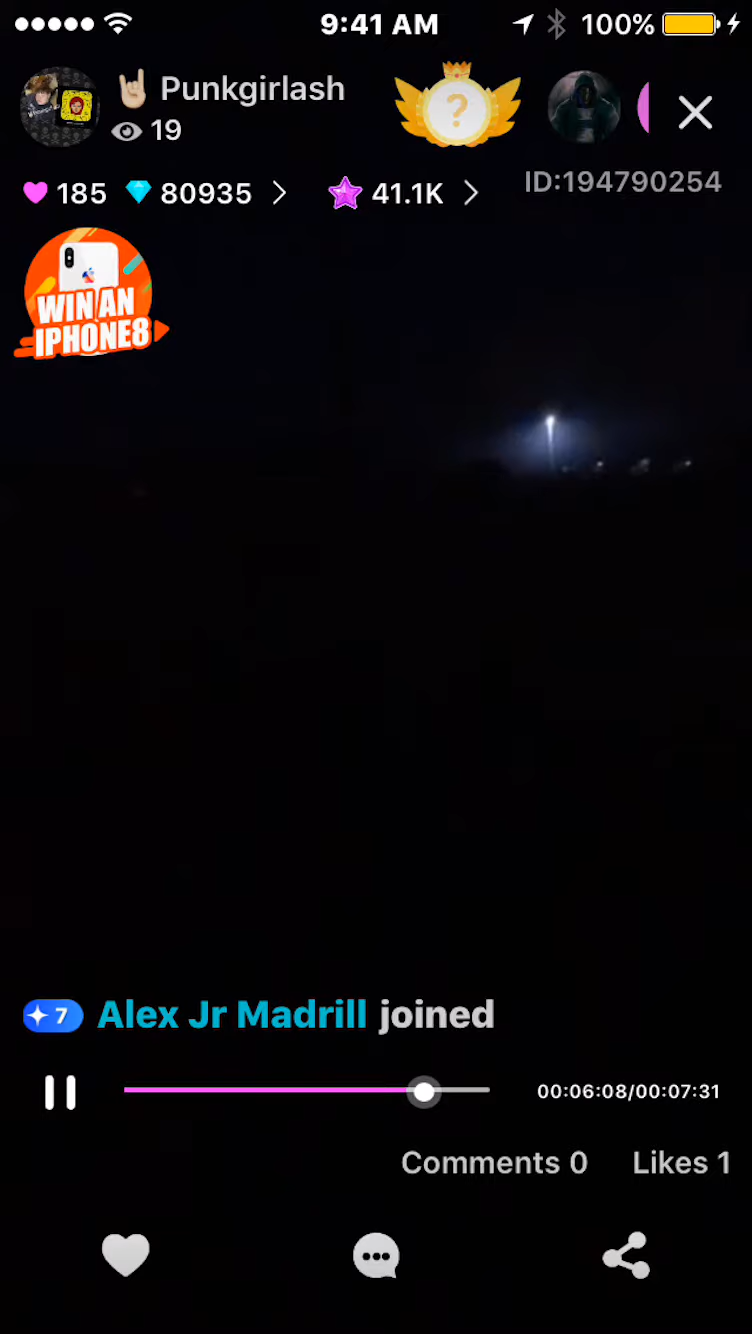 9:41 AM
100%
🤘🏼 Punkgirlash
19
?
185
80935
41.1K
ID:194790254
WIN AN
IPHONE8
7 Alex Jr Madrill joined
00:06:08/00:07:31
Comments 0
Likes 1